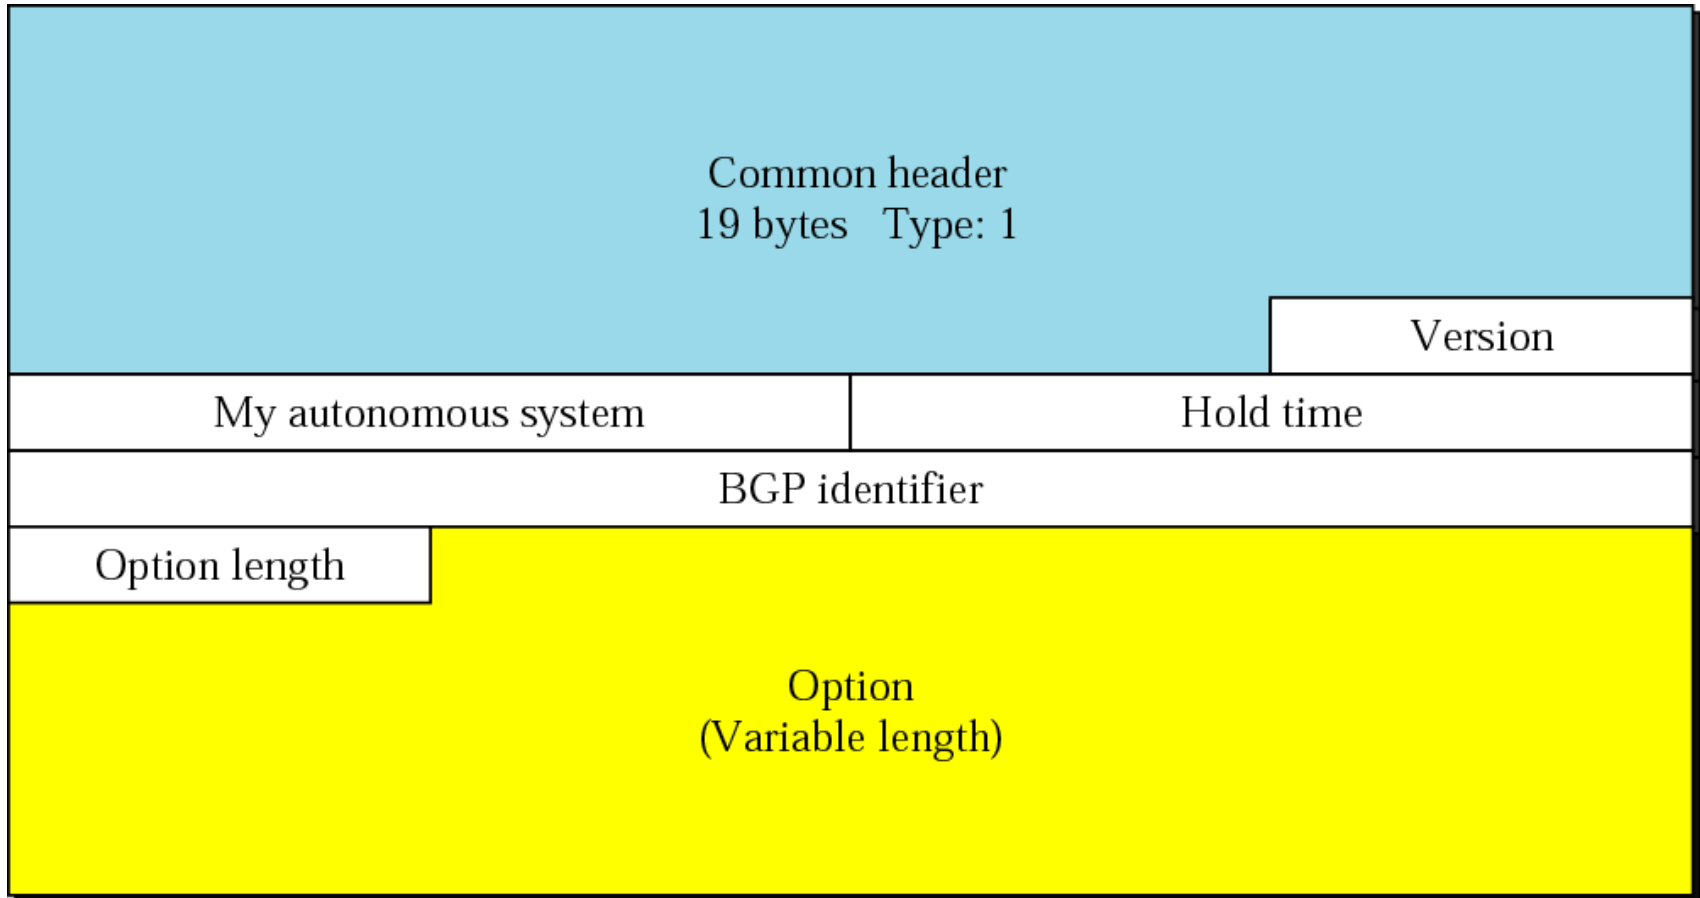 Common header
19 bytes Type: 1
Version
My autonomous system
Hold time
BGP identifier
Option length
Option
(Variable length)